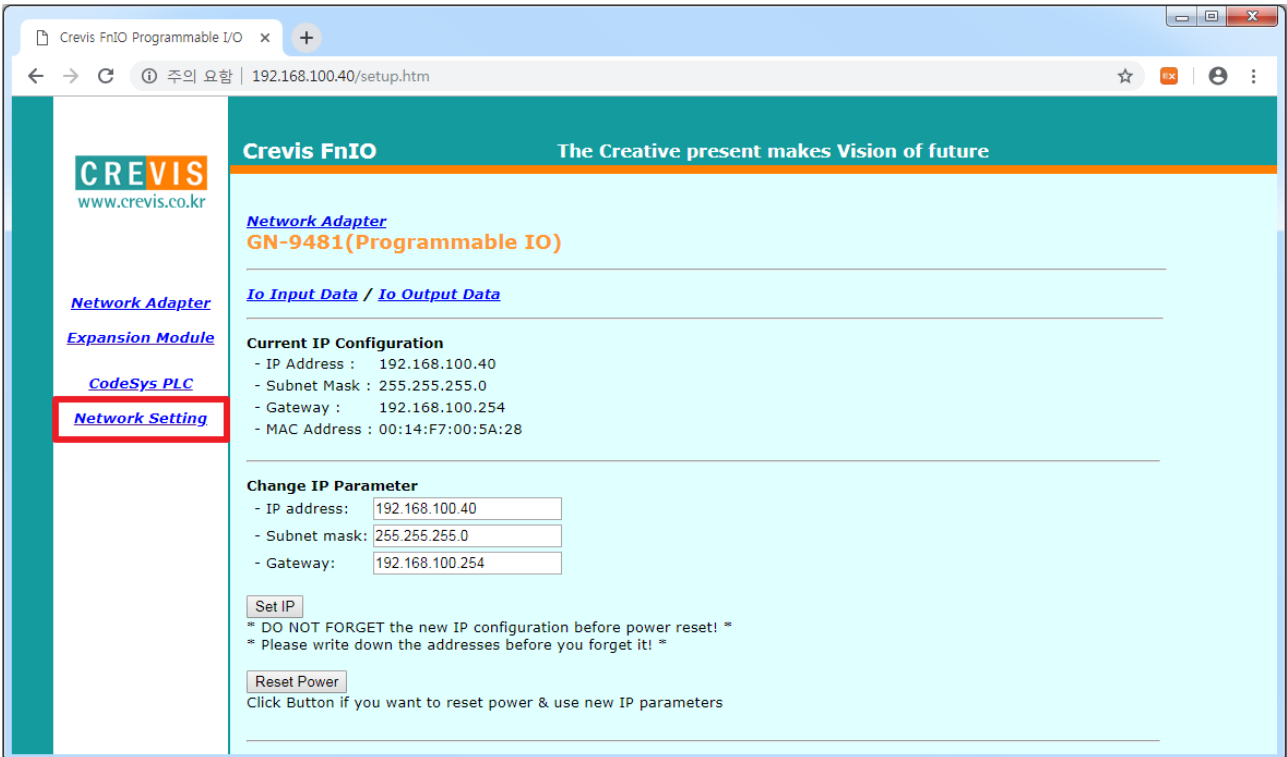 Crevis FnIO Programmable I/O
주의 요함 | 192.168.100.40/setup.htm
CREVIS
www.crevis.co.kr
Network Adapter
Expansion Module
CodeSys PLC
Network Setting
Crevis FnIO The Creative present makes Vision of future
Network Adapter
GN-9481(Programmable IO)
Io Input Data / Io Output Data
Current IP Configuration
- IP Address : 192.168.100.40
- Subnet Mask : 255.255.255.0
- Gateway : 192.168.100.254
- MAC Address : 00:14:F7:00:5A:28
Change IP Parameter
- IP address: 192.168.100.40
- Subnet mask: 255.255.255.0
- Gateway: 192.168.100.254
Set IP
* DO NOT FORGET the new IP configuration before power reset! *
* Please write down the addresses before you forget it! *
Reset Power
Click Button if you want to reset power & use new IP parameters